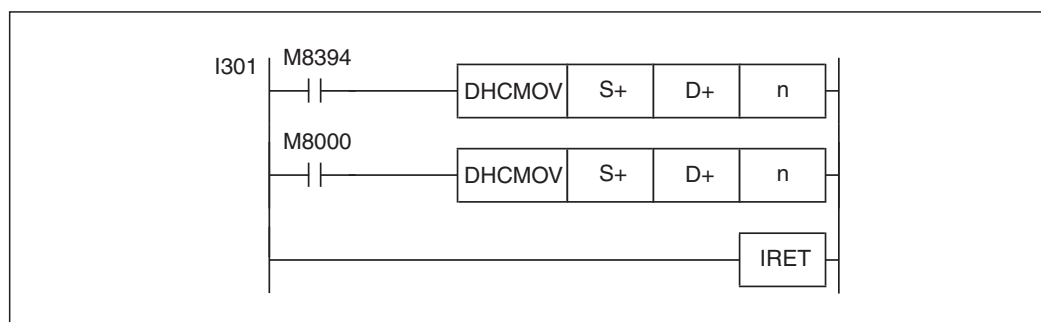 I301 M8394
DHCMOV S+ D+ n
M8000
DHCMOV S+ D+ n
IRET